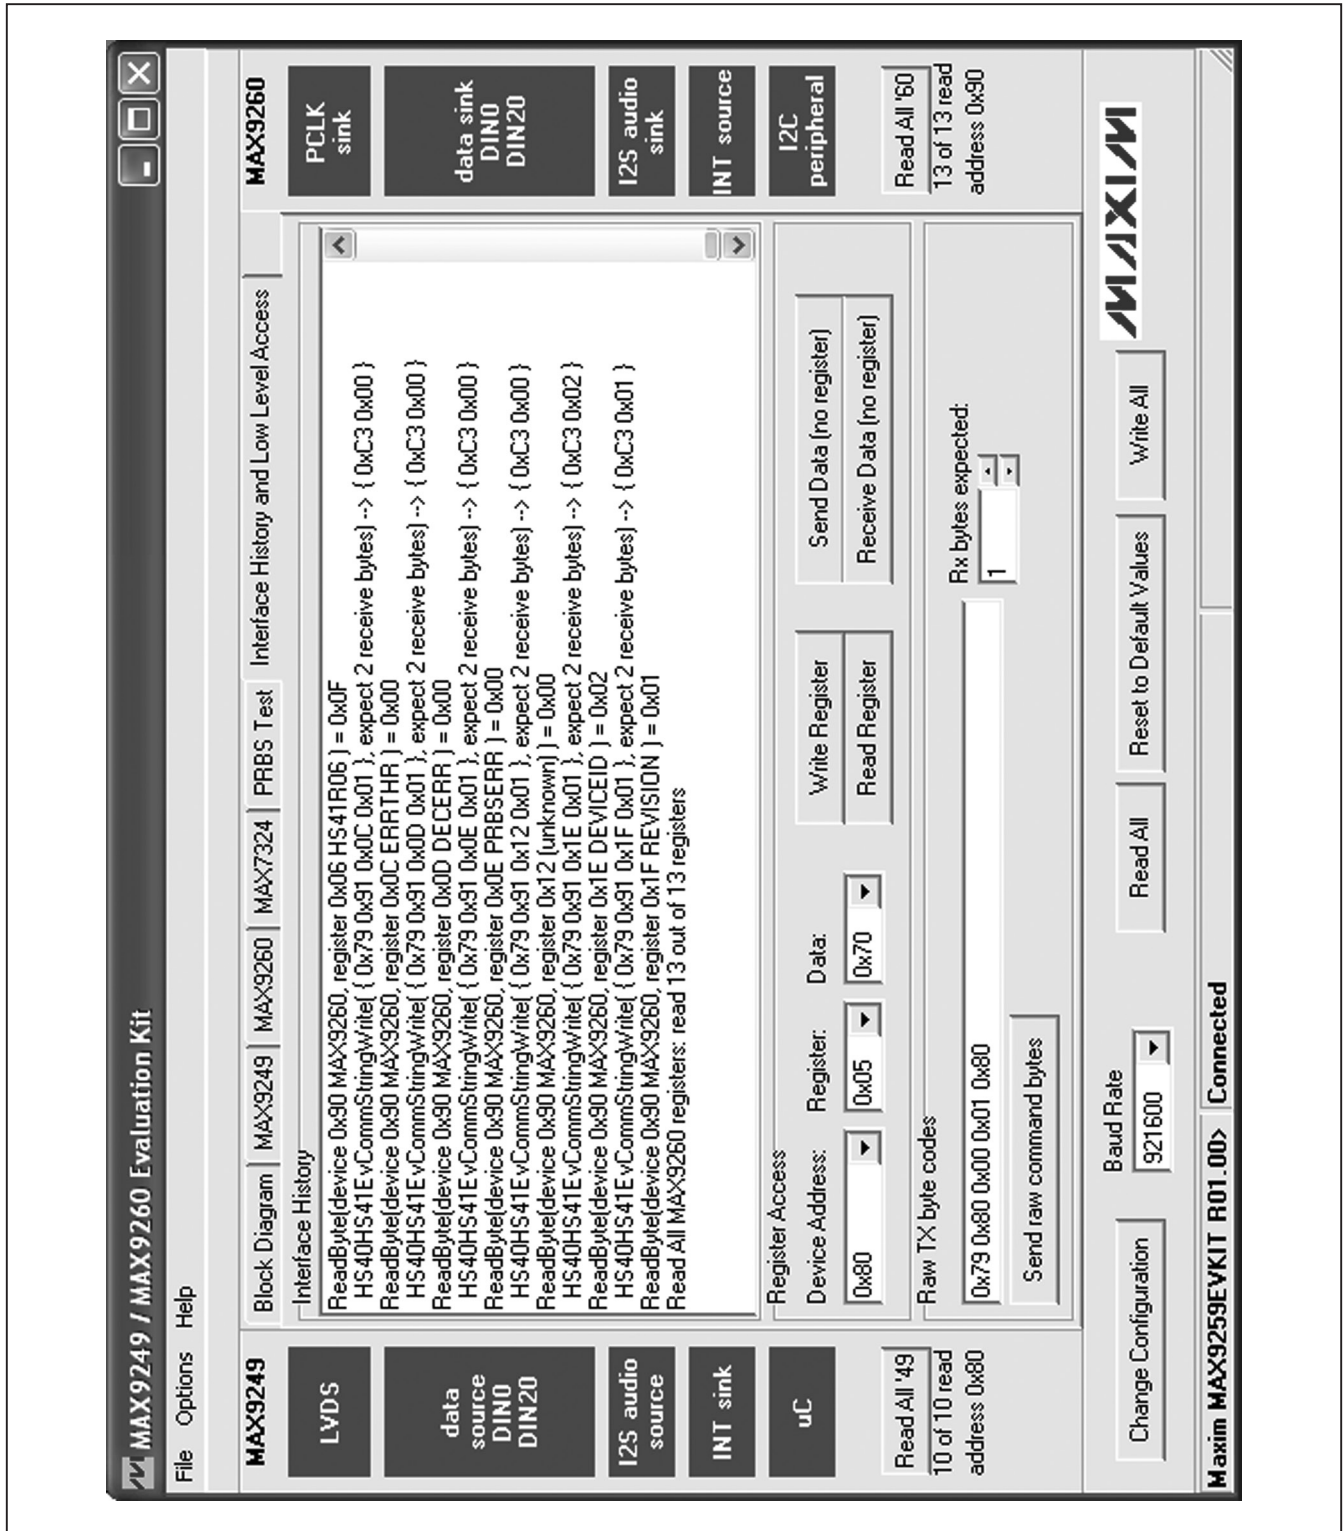 MAX9249 / MAX9260 Evaluation Kit
File Options Help
MAX9249
LVDS
data
source
DIN0
DIN20
I2S audio
source
INT sink
uC
Read All '49
10 of 10 read
address 0x80
Block Diagram MAX9249 MAX9260 MAX7324 PRBS Test Interface History and Low Level Access
Interface History
ReadByte(device 0x90 MAX9260, register 0x06 HS41R06 ) = 0x0F
HS40HS41EvCommStringWrite( { 0x79 0x91 0x0C 0x01 }, expect 2 receive bytes) --> { 0xC3 0x00 }
ReadByte(device 0x90 MAX9260, register 0x0C ERRTHR ) = 0x00
HS40HS41EvCommStringWrite( { 0x79 0x91 0x0D 0x01 }, expect 2 receive bytes) --> { 0xC3 0x00 }
ReadByte(device 0x90 MAX9260, register 0x0D DECERR ) = 0x00
HS40HS41EvCommStringWrite( { 0x79 0x91 0x0E 0x01 }, expect 2 receive bytes) --> { 0xC3 0x00 }
ReadByte(device 0x90 MAX9260, register 0x0E PRBSERR ) = 0x00
HS40HS41EvCommStringWrite( { 0x79 0x91 0x12 0x01 }, expect 2 receive bytes) --> { 0xC3 0x00 }
ReadByte(device 0x90 MAX9260, register 0x12 (unknown) ) = 0x00
HS40HS41EvCommStringWrite( { 0x79 0x91 0x1E 0x01 }, expect 2 receive bytes) --> { 0xC3 0x02 }
ReadByte(device 0x90 MAX9260, register 0x1E DEVICEID ) = 0x02
HS40HS41EvCommStringWrite( { 0x79 0x91 0x1F 0x01 }, expect 2 receive bytes) --> { 0xC3 0x01 }
ReadByte(device 0x90 MAX9260, register 0x1F REVISION ) = 0x01
Read All MAX9260 registers: read 13 out of 13 registers
Register Access
Device Address: Register: Data:
0x80 0x05 0x70
Write Register
Read Register
Send Data (no register)
Receive Data (no register)
Raw TX byte codes
0x79 0x80 0x00 0x01 0x80
Rx bytes expected:
1
Send raw command bytes
MAX9260
PCLK
sink
data sink
DIN0
DIN20
I2S audio
sink
INT source
I2C
peripheral
Read All '60
13 of 13 read
address 0x90
Change Configuration
Baud Rate
921600
Read All
Reset to Default Values
Write All
MAXIM
Maxim MAX9259EVKIT R01.00> Connected